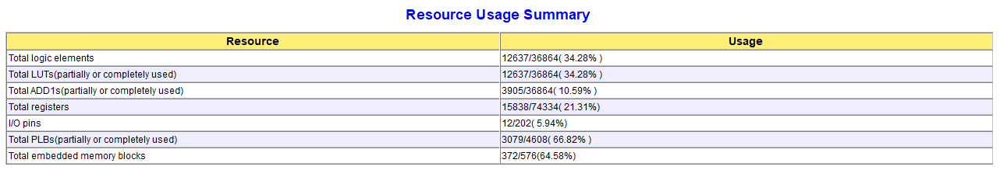 Resource Usage Summary
Resource Usage
Total logic elements 12637/36864( 34.28% )
Total LUTs(partially or completely used) 12637/36864( 34.28% )
Total ADD1s(partially or completely used) 3905/36864( 10.59% )
Total registers 15838/74334( 21.31%)
I/O pins 12/202( 5.94%)
Total PLBs(partially or completely used) 3079/4608( 66.82% )
Total embedded memory blocks 372/576(64.58%)